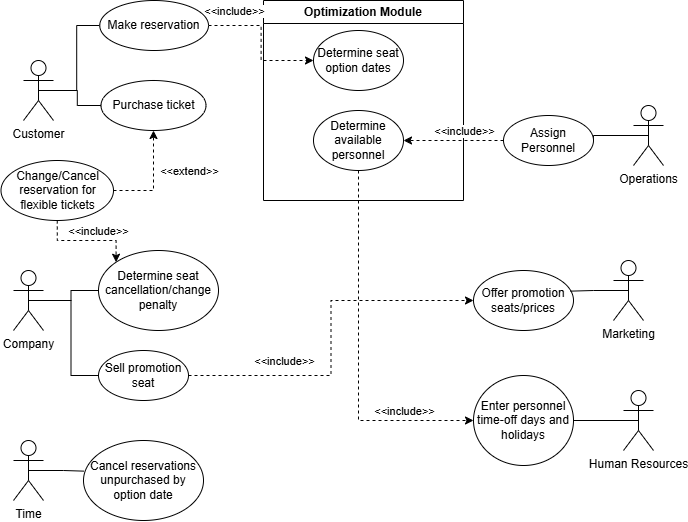 <<include>>
Optimization Module
Make reservation
Determine seat
option dates
Purchase ticket
Customer
Determine
available
personnel
<<include>>
Assign
Personnel
Operations
<<extend>>
Change/Cancel
reservation for
flexible tickets
<<include>>
Determine seat
cancellation/change
penalty
Company
Offer promotion
seats/prices
Marketing
Sell promotion
seat
<<include>>
<<include>>
Enter personnel
time-off days and
holidays
Human Resources
Cancel reservations
unpurchased by
option date
Time